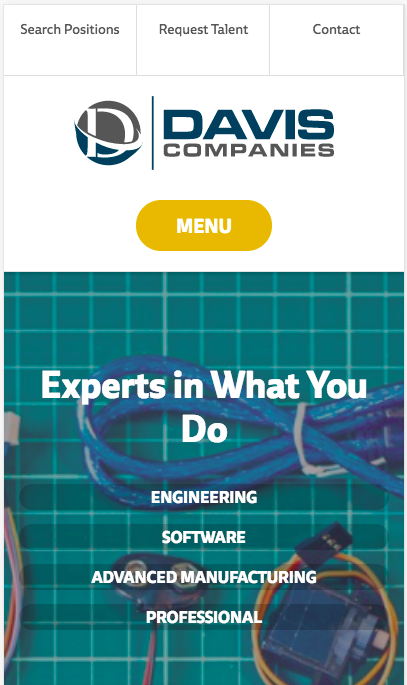 Search Positions
Request Talent
Contact
DAVIS
COMPANIES
MENU
Experts in What You
Do
ENGINEERING
SOFTWARE
ADVANCED MANUFACTURING
PROFESSIONAL